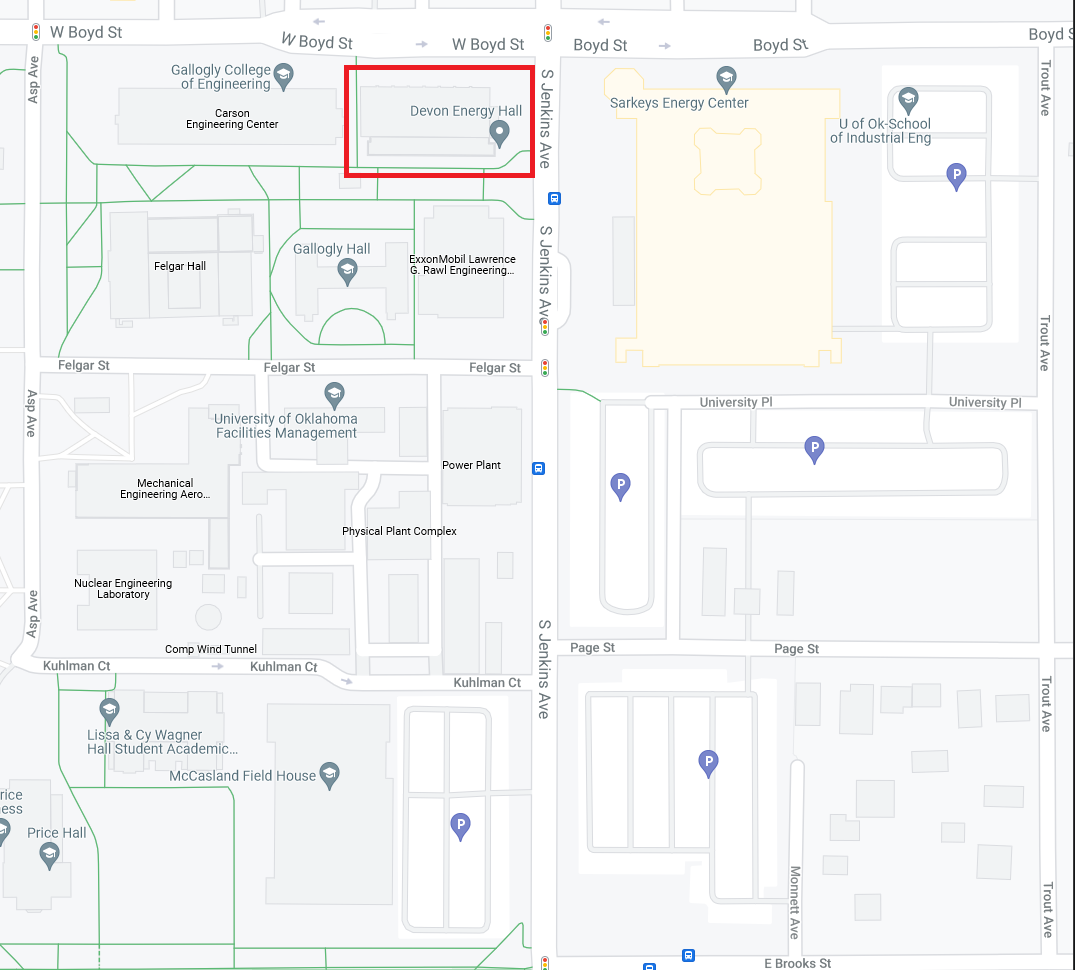 W Boyd St
W Boyd St
W Boyd St
Boyd St
Boyd St
Boyd S
Asp Ave
Gallogly College
of Engineering
Carson
Engineering Center
Devon Energy Hall
S Jenkins Ave
Sarkeys Energy Center
U of Ok-School
of Industrial Eng
Trout Ave
P
Felgar Hall
Gallogly Hall
ExxonMobil Lawrence
G. Rawl Engineering...
S Jenkins Ave
Trout Ave
Felgar St
Felgar St
Felgar St
Asp Ave
University of Oklahoma
Facilities Management
University Pl
University Pl
P
Power Plant
Mechanical
Engineering Aero...
P
Physical Plant Complex
Nuclear Engineering
Laboratory
Asp Ave
Comp Wind Tunnel
S Jenkins Ave
Page St
Page St
Kuhlman Ct
Kuhlman Ct
Kuhlman Ct
Trout Ave
Lissa & Cy Wagner
Hall Student Academic...
McCasland Field House
P
rice
ness
Price Hall
P
Monnett Ave
Trout Ave
E Brooks St